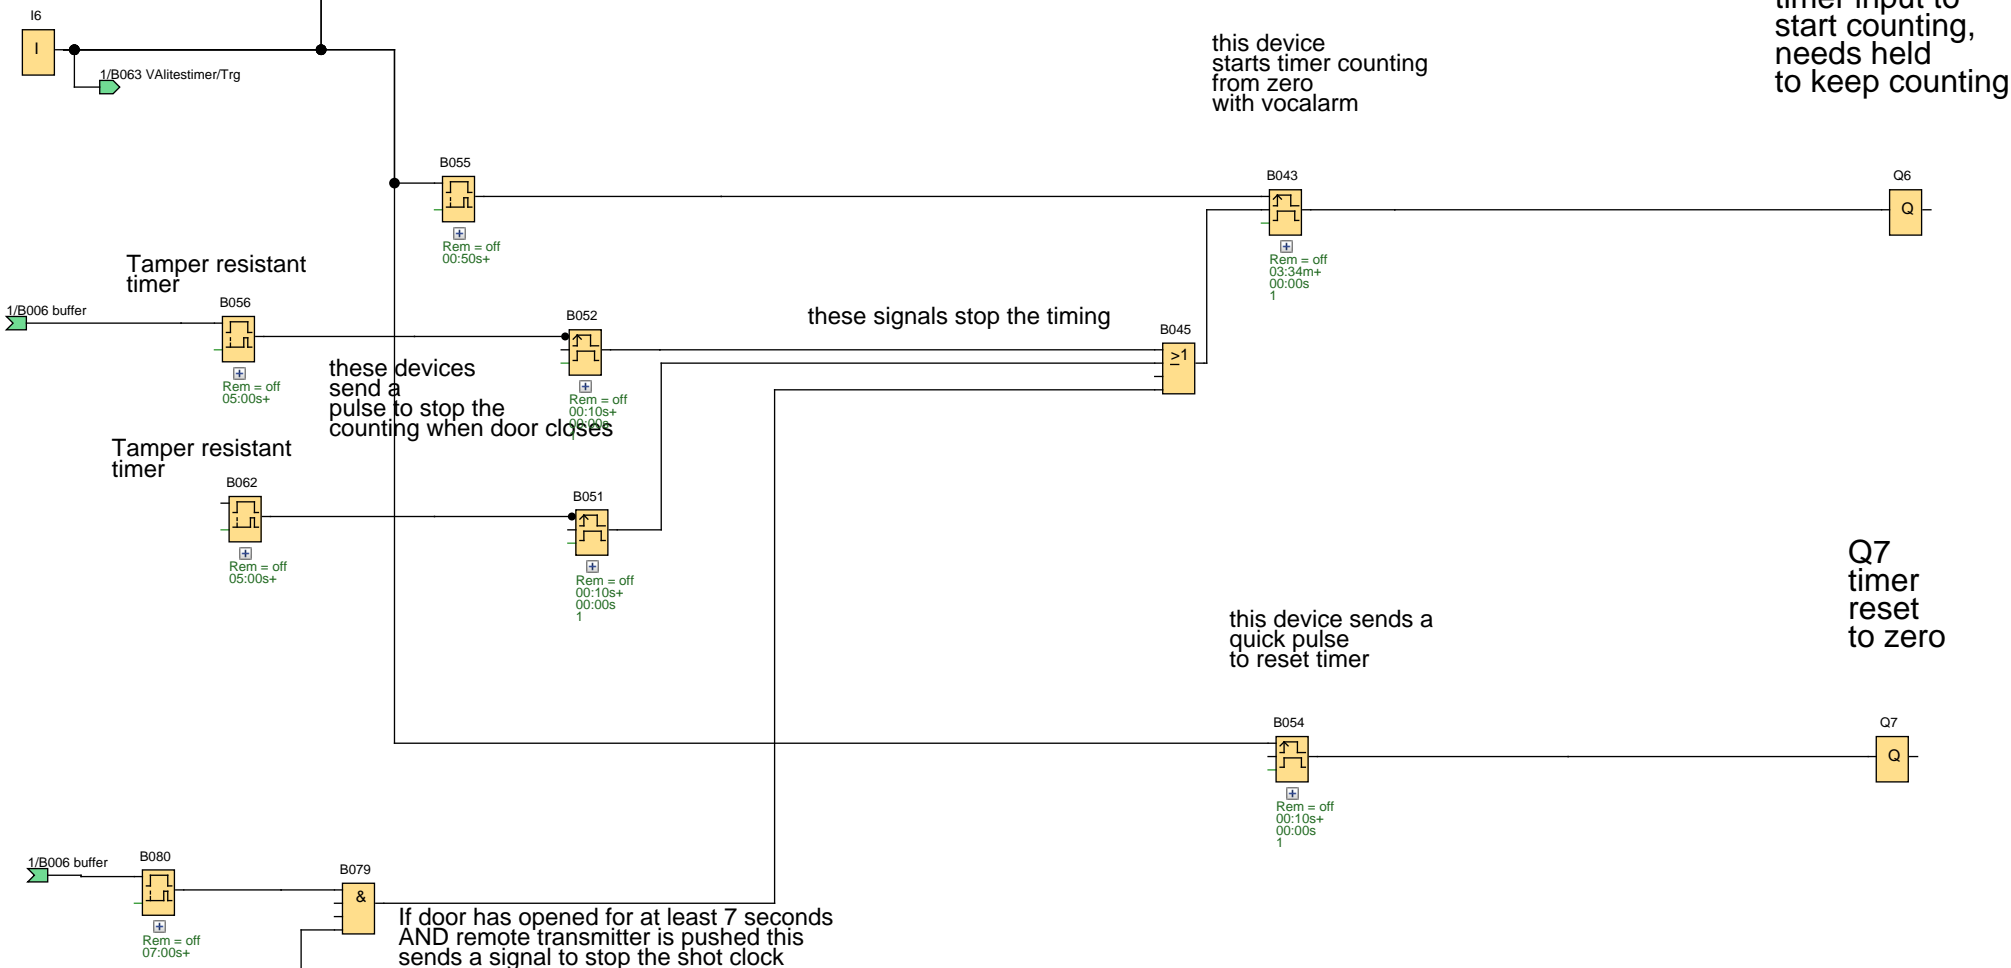 timer input to
start counting,
needs held
to keep counting
I6
I
1/B063 VAlitestimer/Trg
this device
starts timer counting
from zero
with vocalarm
B055
Rem = off
00:50s+
B043
Rem = off
03:34m+
00:00s
1
Q6
Q
Tamper resistant
timer
1/B006 buffer
B056
Rem = off
05:00s+
B052
Rem = off
00:10s+
00:00s
1
these signals stop the timing
B045
≥1
these devices
send a
pulse to stop the
counting when door closes
Tamper resistant
timer
B062
Rem = off
05:00s+
B051
Rem = off
00:10s+
00:00s
1
Q7
timer
reset
to zero
this device sends a
quick pulse
to reset timer
B054
Rem = off
00:10s+
00:00s
1
Q7
Q
1/B006 buffer
B080
Rem = off
07:00s+
B079
&
If door has opened for at least 7 seconds
AND remote transmitter is pushed this
sends a signal to stop the shot clock